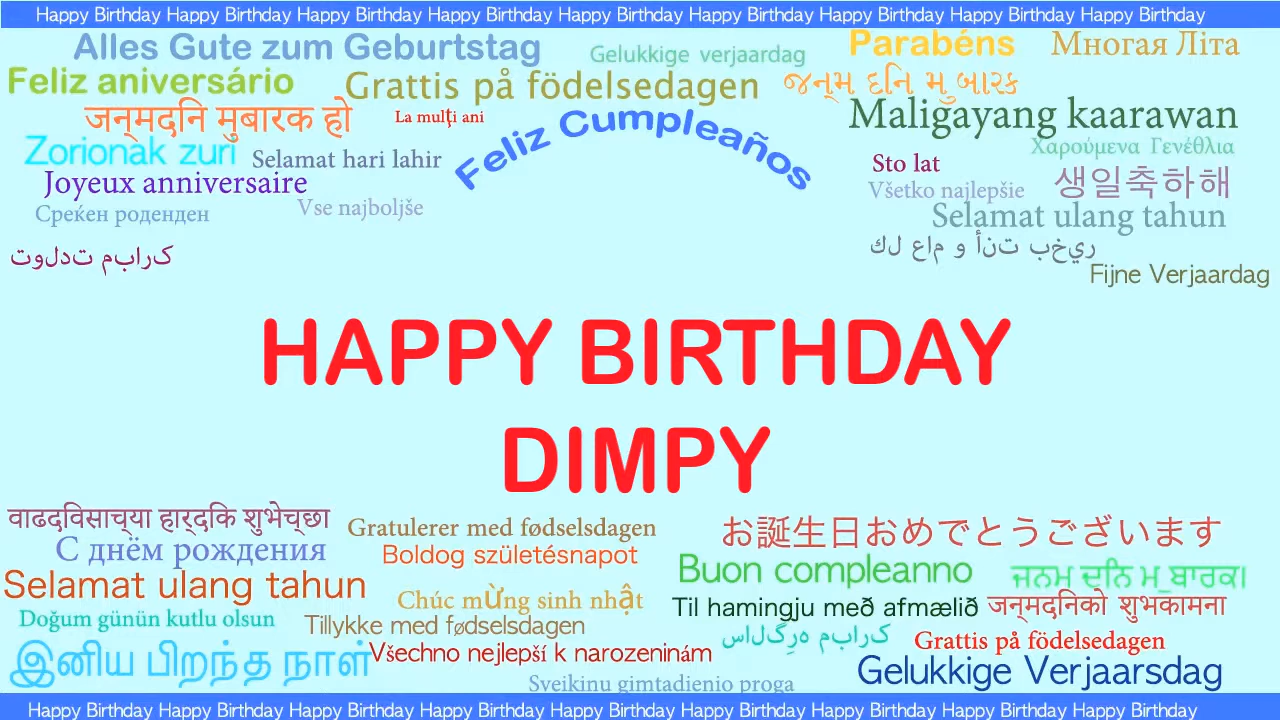 Happy Birthday Happy Birthday Happy Birthday Happy Birthday Happy Birthday Happy Birthday Happy Birthday Happy Birthday Happy Birthday
Alles Gute zum Geburtstag
Gelukkige verjaardag
Parabéns
Многая Літа
Feliz aniversário
Grattis på födelsedagen
જન્મ દિન મુબારક
जन्मदिन मुबारक हो
La mulţi ani
Feliz Cumpleaños
Maligayang kaarawan
Zorionak zuri
Selamat hari lahir
Χαρούμενα Γενέθλια
Sto lat
Joyeux anniversaire
Všetko najlepšie
생일축하해
Среќен роденден
Vse najboljše
Selamat ulang tahun
تولدت مبارک
كل عام و أنت بخير
Fijne Verjaardag
HAPPY BIRTHDAY
DIMPY
वाढदिवसाच्या हार्दिक शुभेच्छा
Gratulerer med fødselsdagen
お誕生日おめでとうございます
С днём рождения
Boldog születésnapot
Buon compleanno
ਜਨਮ ਦਿਨ ਮੁਬਾਰਕ।
Selamat ulang tahun
Chúc mừng sinh nhật
Til hamingju með afmælið
जन्मदिनको शुभकामना
Doğum günün kutlu olsun
Tillykke med fødselsdagen
سالگرہ مبارک
Grattis på födelsedagen
இனிய பிறந்த நாள்
Všechno nejlepší k narozeninám
Gelukkige Verjaarsdag
Sveikinu gimtadienio proga
Happy Birthday Happy Birthday Happy Birthday Happy Birthday Happy Birthday Happy Birthday Happy Birthday Happy Birthday Happy Birthday